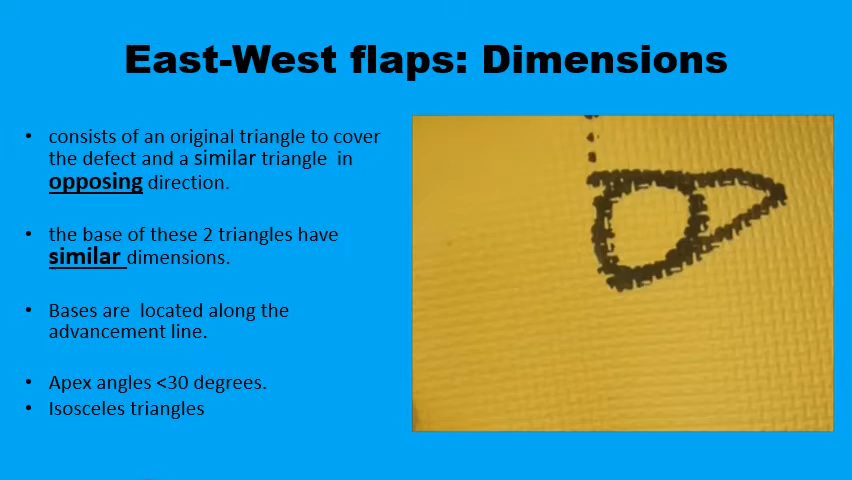 East-West flaps: Dimensions
• consists of an original triangle to cover
the defect and a similar triangle in
opposing direction.
• the base of these 2 triangles have
similar dimensions.
• Bases are located along the
advancement line.
• Apex angles <30 degrees.
• Isosceles triangles